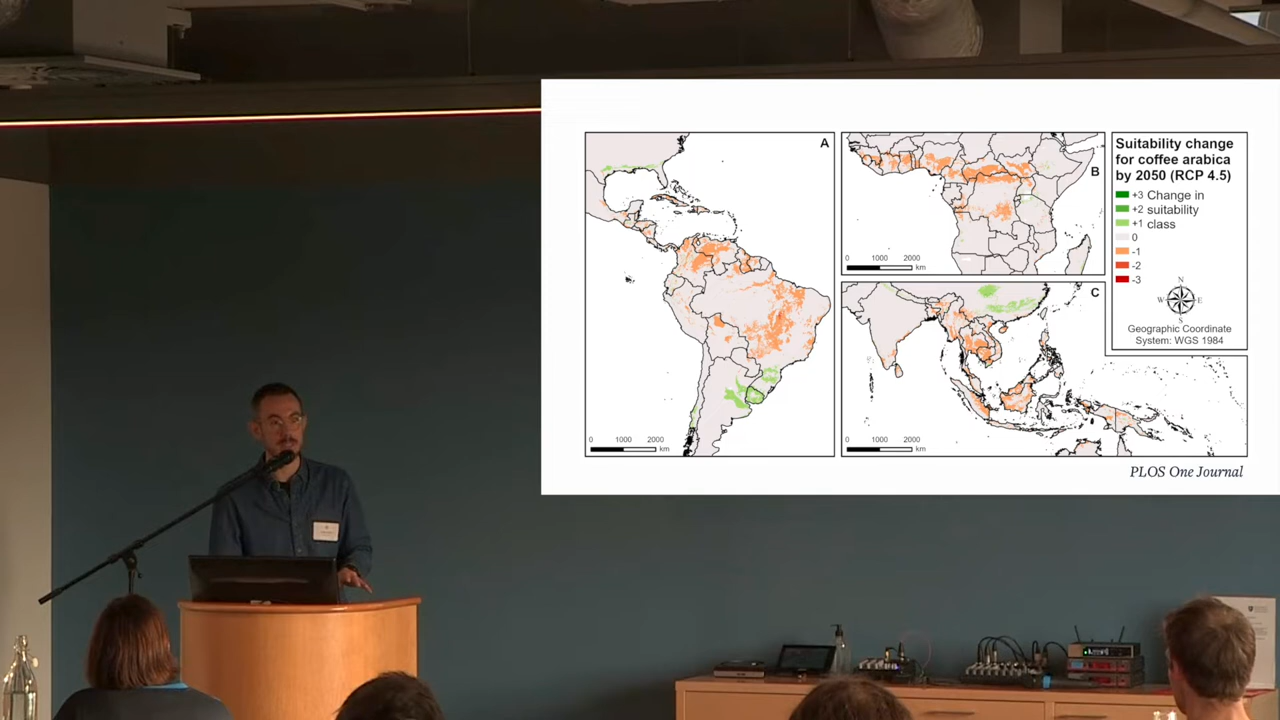 A
0 1000 2000
km
B
0 1000 2000
km
C
0 1000 2000
km
Suitability change
for coffee arabica
by 2050 (RCP 4.5)
+3 Change in
+2 suitability
+1 class
0
-1
-2
-3
N
W E
S
Geographic Coordinate
System: WGS 1984
PLOS One Journal